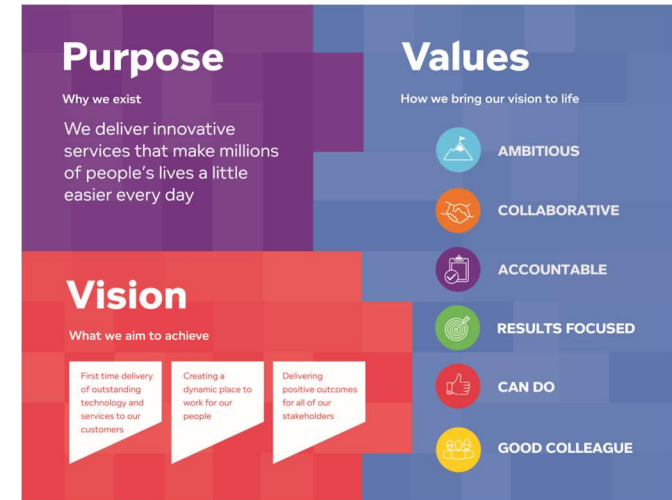 Purpose
Why we exist
We deliver innovative
services that make millions
of people's lives a little
easier every day
Vision
What we aim to achieve
First time delivery
of outstanding
technology and
services to our
customers
Creating a
dynamic place to
work for our
people
Delivering
positive outcomes
for all of our
stakeholders
Values
How we bring our vision to life
AMBITIOUS
COLLABORATIVE
ACCOUNTABLE
RESULTS FOCUSED
CAN DO
GOOD COLLEAGUE